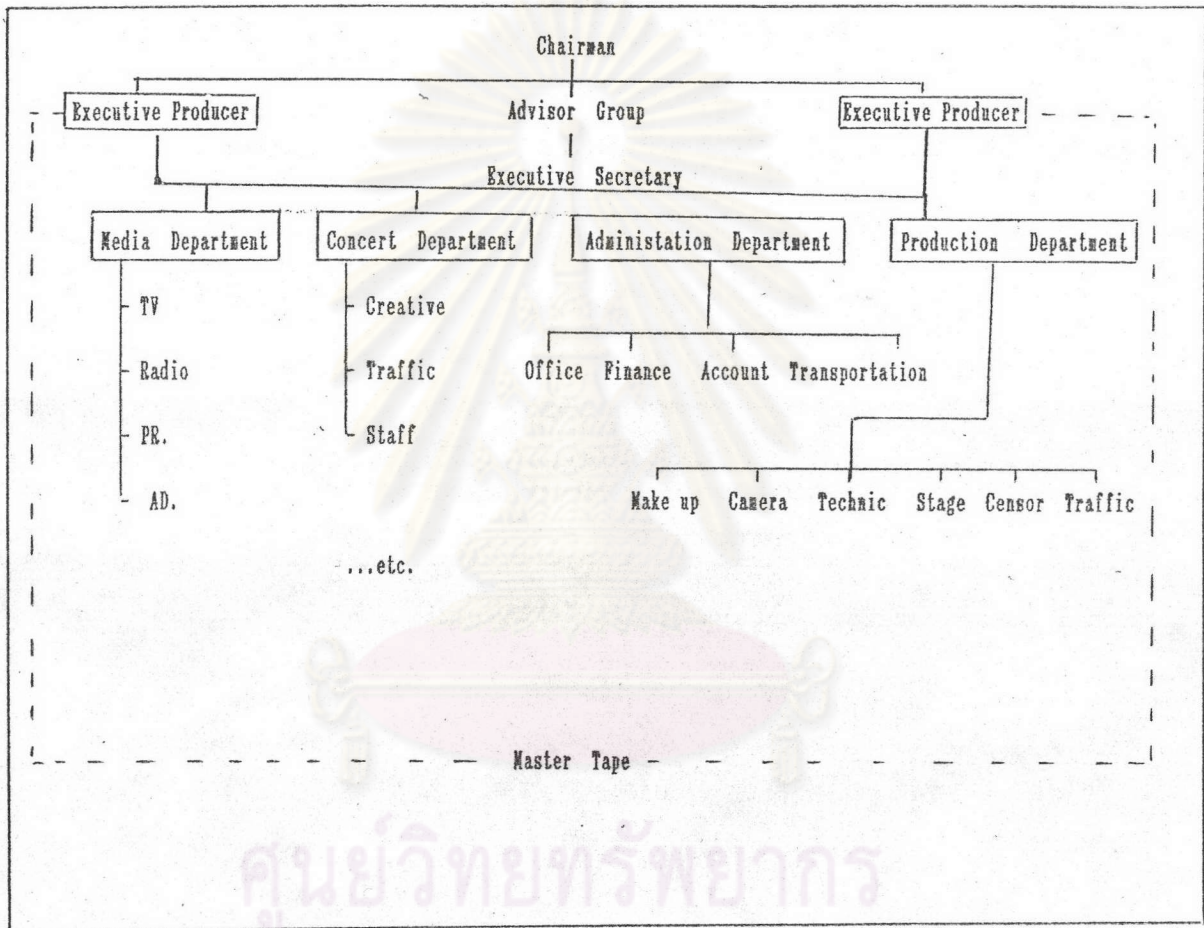 Chairman
Executive Producer Advisor Group Executive Producer
Executive Secretary
Media Department Concert Department Administation Department Production Department
TV Creative
Office Finance Account Transportation
Radio Traffic
PR. Staff
Make up Camera Technic Stage Censor Traffic
AD.
...etc.
Master Tape
ศูนย์วิทยทรัพยากร